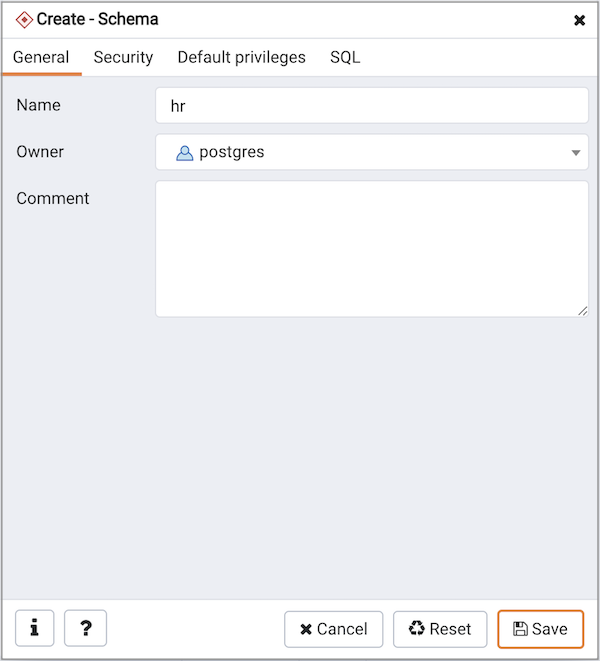 Create - Schema
General Security Default privileges SQL
Name hr
Owner postgres
Comment
i ? Cancel Reset Save